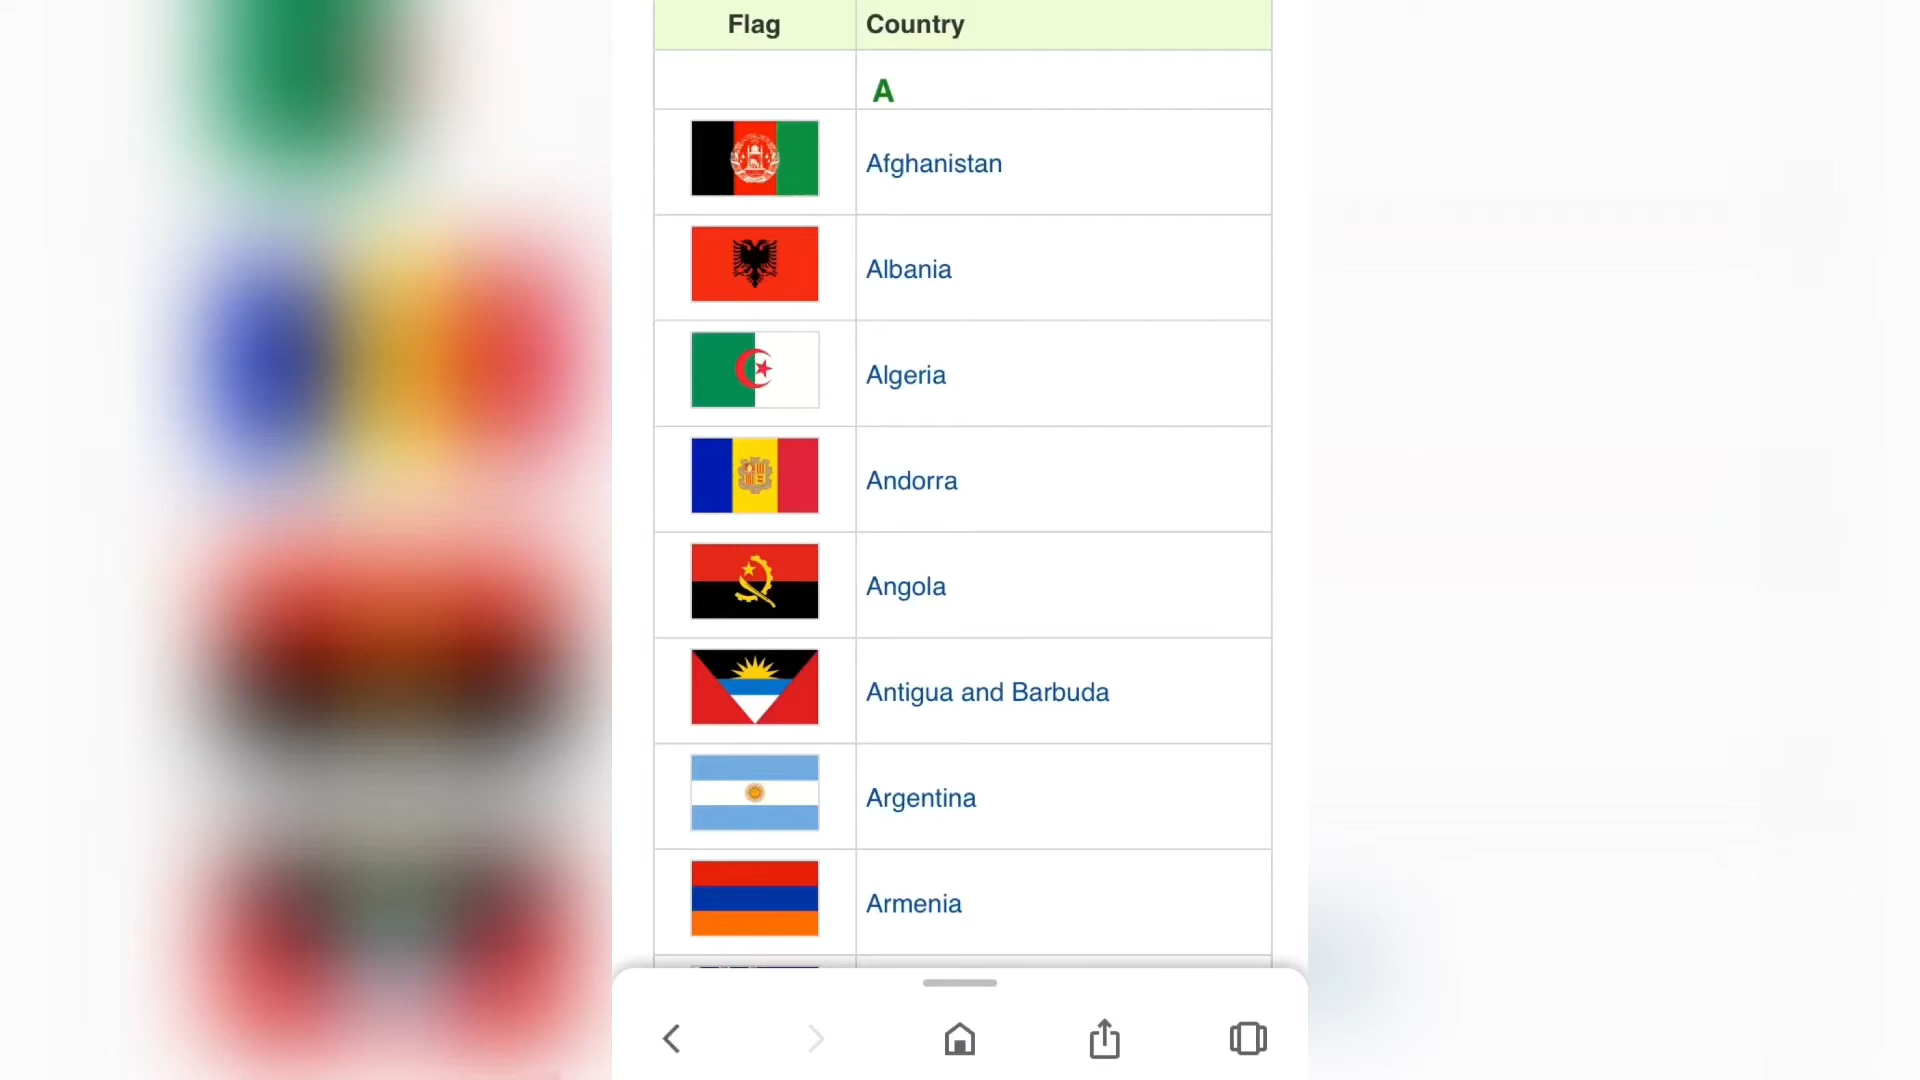 Flag Country
A
Afghanistan
Albania
Algeria
Andorra
Angola
Antigua and Barbuda
Argentina
Armenia